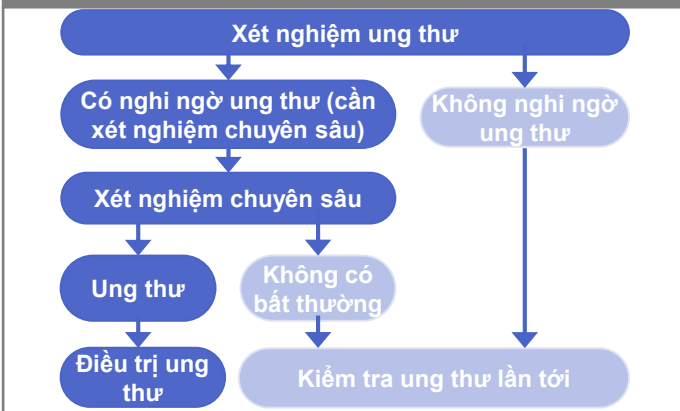 Xét nghiệm ung thư
Có nghi ngờ ung thư (cần
xét nghiệm chuyên sâu)
Không nghi ngờ
ung thư
Xét nghiệm chuyên sâu
Ung thư
Không có
bất thường
Điều trị ung
thư
Kiểm tra ung thư lần tới